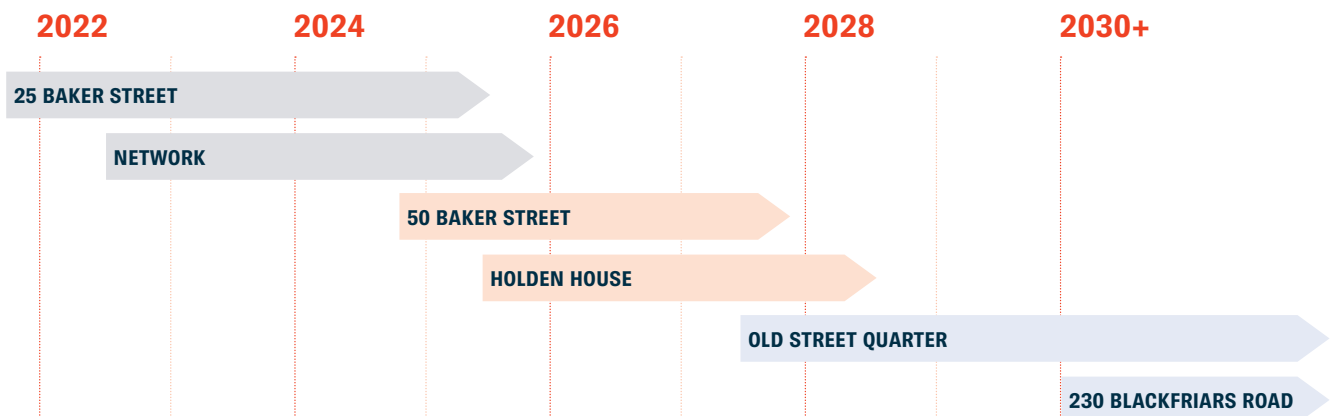 2022 2024 2026 2028 2030+
25 BAKER STREET
NETWORK
50 BAKER STREET
HOLDEN HOUSE
OLD STREET QUARTER
230 BLACKFRIARS ROAD